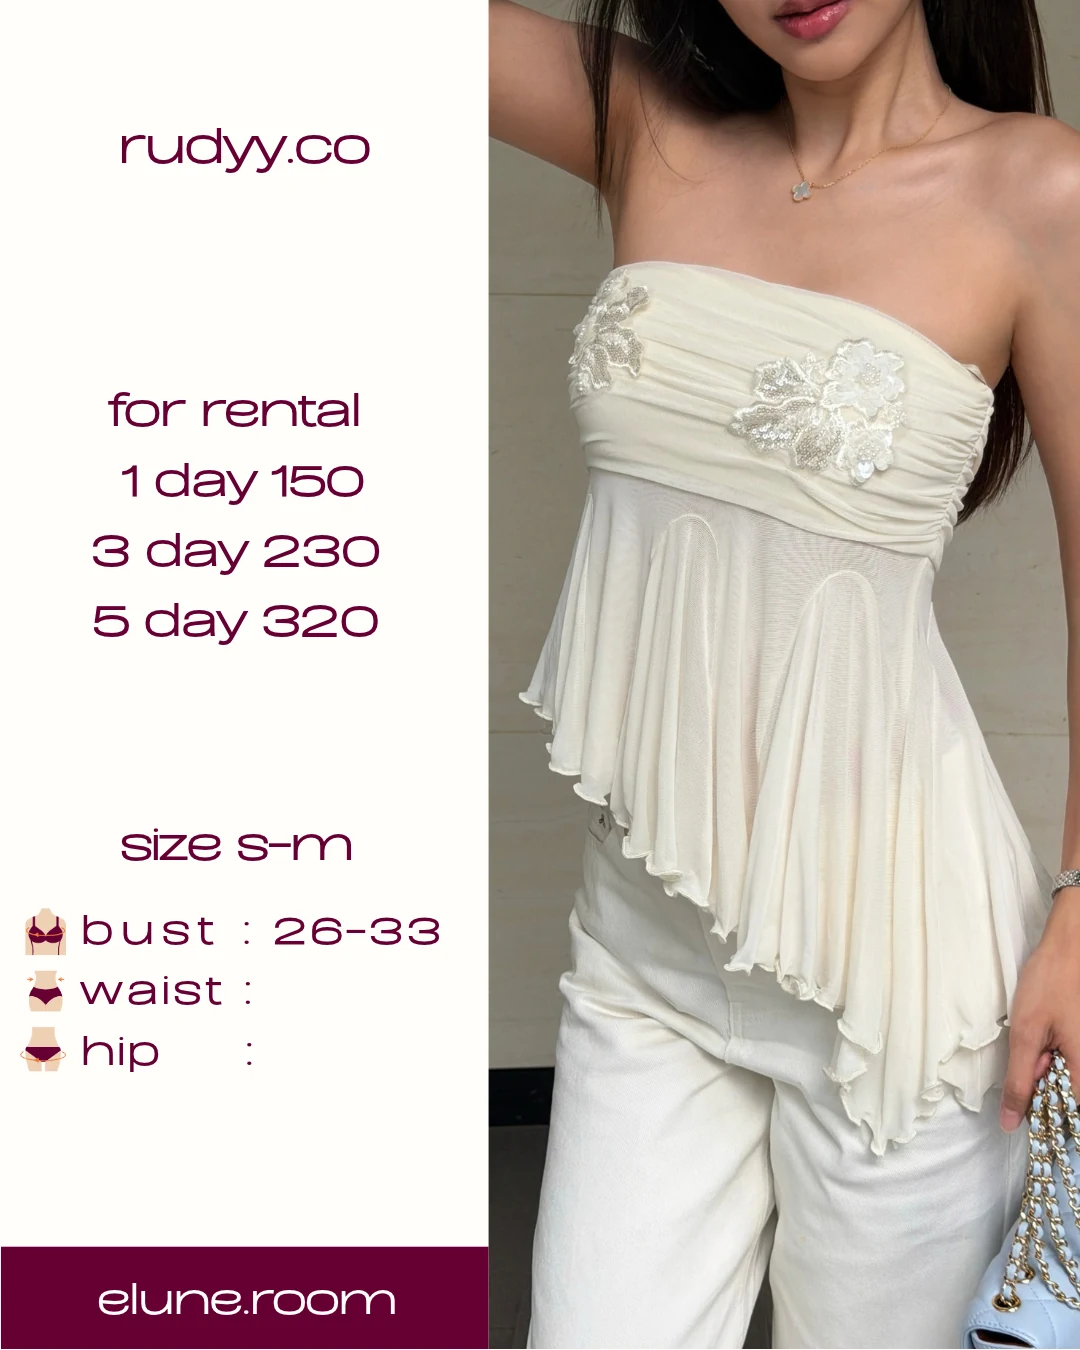 rudyy.co
for rental
1 day 150
3 day 230
5 day 320
size s-m
bust : 26-33
waist :
hip :
elune.room